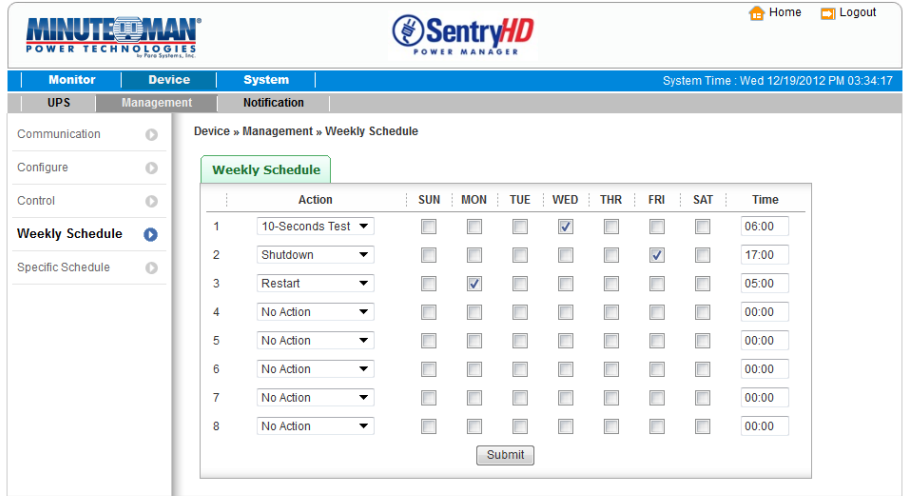 MINUTEMAN®
POWER TECHNOLOGIES
by Para Systems, Inc.
SentryHD
POWER MANAGER
Home Logout
Monitor Device System System Time : Wed 12/19/2012 PM 03:34:17
UPS Management Notification
Communication
Configure
Control
Weekly Schedule
Specific Schedule
Device » Management » Weekly Schedule
Weekly Schedule
Action SUN MON TUE WED THR FRI SAT Time
1 10-Seconds Test 06:00
2 Shutdown 17:00
3 Restart 05:00
4 No Action 00:00
5 No Action 00:00
6 No Action 00:00
7 No Action 00:00
8 No Action 00:00
Submit